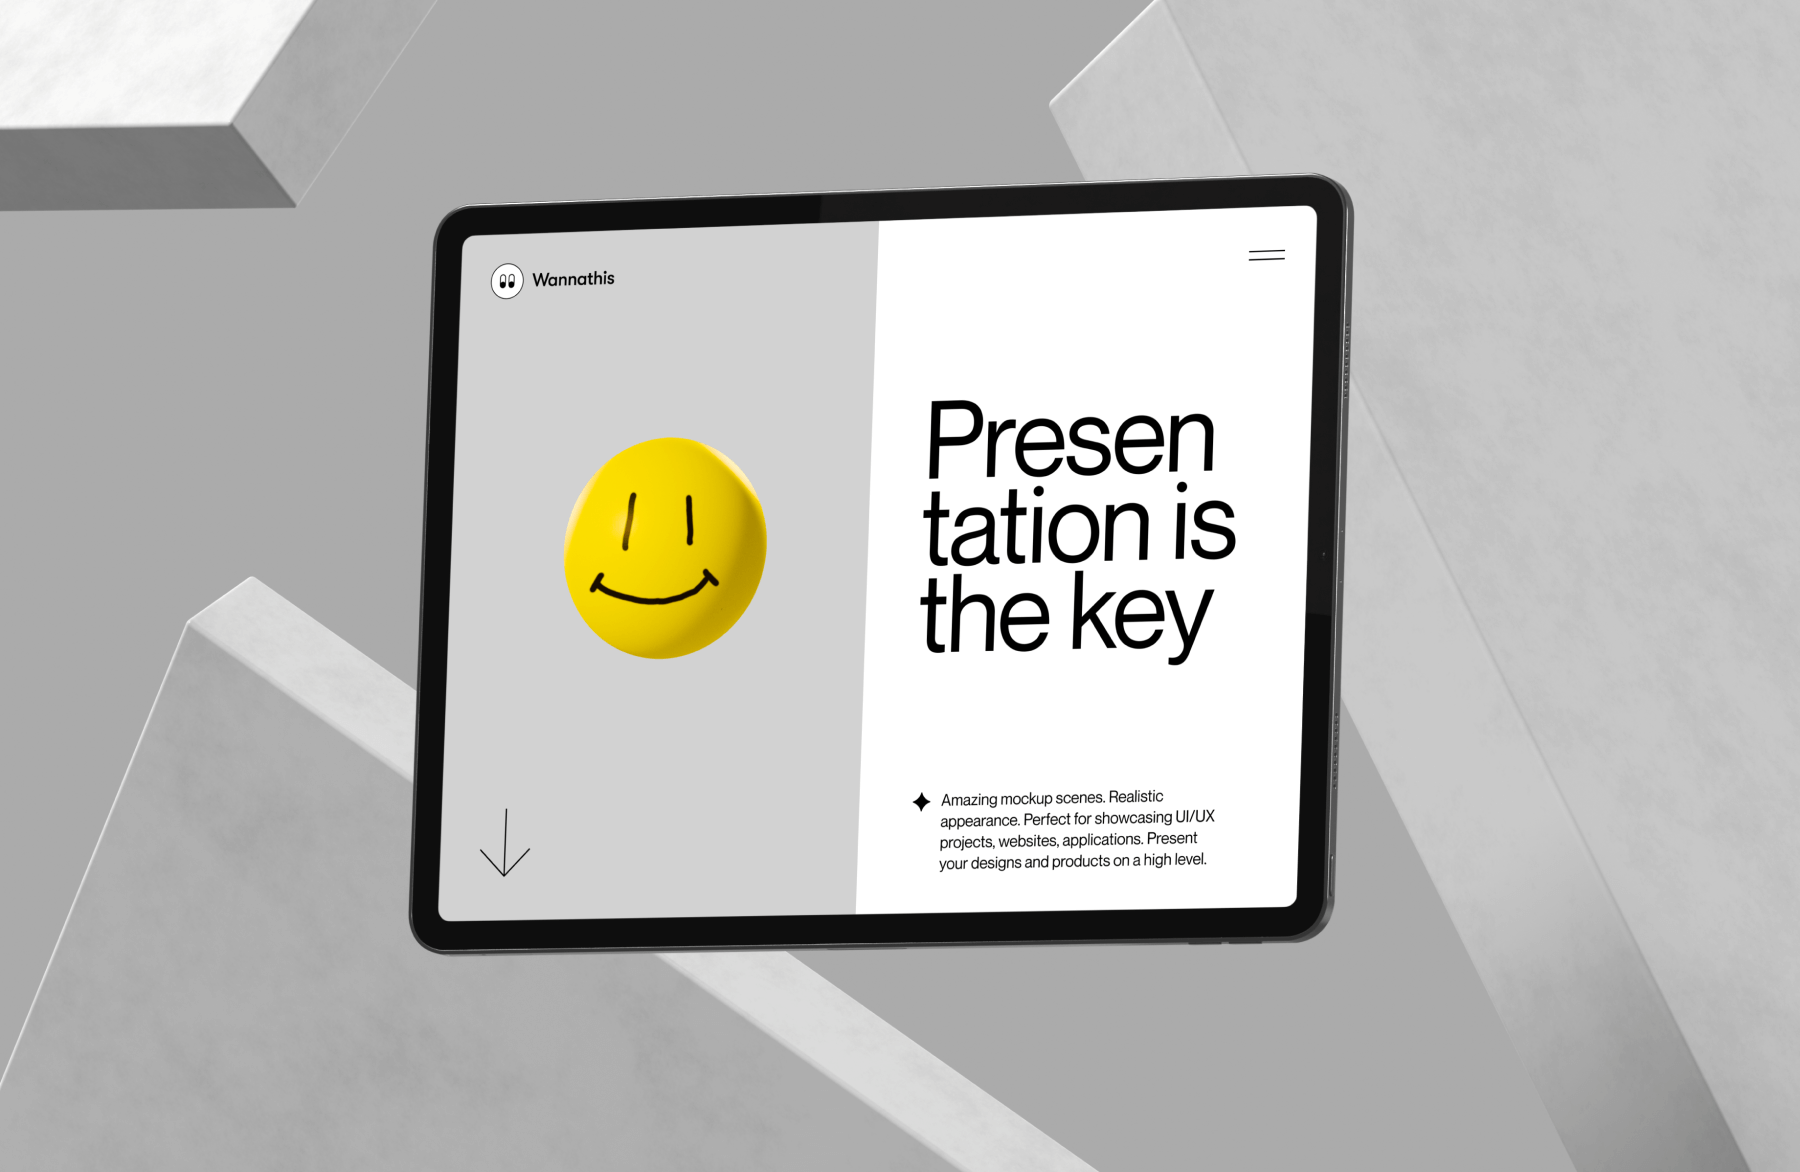 Wannathis
Presen
tation is
the key
Amazing mockup scenes. Realistic
appearance. Perfect for showcasing UI/UX
projects, websites, applications. Present
your designs and products on a high level.